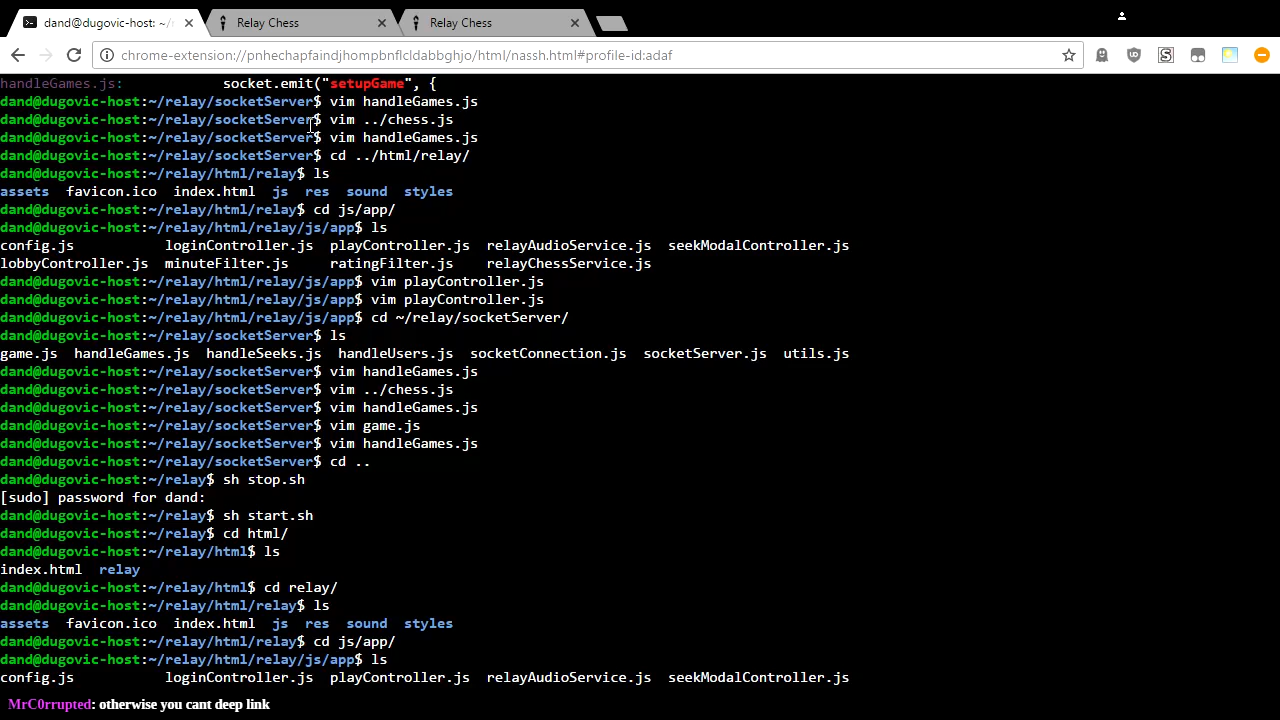 dand@dugovic-host: ~/r
Relay Chess
Relay Chess
chrome-extension://pnhechapfaindjhompbnflcldabbghjo/html/nassh.html#profile-id:adaf
handleGames.js:            socket.emit("setupGame", {
dand@dugovic-host:~/relay/socketServer$ vim handleGames.js
dand@dugovic-host:~/relay/socketServer$ vim ../chess.js
dand@dugovic-host:~/relay/socketServer$ vim handleGames.js
dand@dugovic-host:~/relay/socketServer$ cd ../html/relay/
dand@dugovic-host:~/relay/html/relay$ ls
assets  favicon.ico  index.html  js  res  sound  styles
dand@dugovic-host:~/relay/html/relay$ cd js/app/
dand@dugovic-host:~/relay/html/relay/js/app$ ls
config.js           loginController.js  playController.js  relayAudioService.js  seekModalController.js
lobbyController.js  minuteFilter.js     ratingFilter.js    relayChessService.js
dand@dugovic-host:~/relay/html/relay/js/app$ vim playController.js
dand@dugovic-host:~/relay/html/relay/js/app$ vim playController.js
dand@dugovic-host:~/relay/html/relay/js/app$ cd ~/relay/socketServer/
dand@dugovic-host:~/relay/socketServer$ ls
game.js  handleGames.js  handleSeeks.js  handleUsers.js  socketConnection.js  socketServer.js  utils.js
dand@dugovic-host:~/relay/socketServer$ vim handleGames.js
dand@dugovic-host:~/relay/socketServer$ vim ../chess.js
dand@dugovic-host:~/relay/socketServer$ vim handleGames.js
dand@dugovic-host:~/relay/socketServer$ vim game.js
dand@dugovic-host:~/relay/socketServer$ vim handleGames.js
dand@dugovic-host:~/relay/socketServer$ cd ..
dand@dugovic-host:~/relay$ sh stop.sh
[sudo] password for dand:
dand@dugovic-host:~/relay$ sh start.sh
dand@dugovic-host:~/relay$ cd html/
dand@dugovic-host:~/relay/html$ ls
index.html  relay
dand@dugovic-host:~/relay/html$ cd relay/
dand@dugovic-host:~/relay/html/relay$ ls
assets  favicon.ico  index.html  js  res  sound  styles
dand@dugovic-host:~/relay/html/relay$ cd js/app/
dand@dugovic-host:~/relay/html/relay/js/app$ ls
config.js           loginController.js  playController.js  relayAudioService.js  seekModalController.js
MrC0rrupted: otherwise you cant deep link